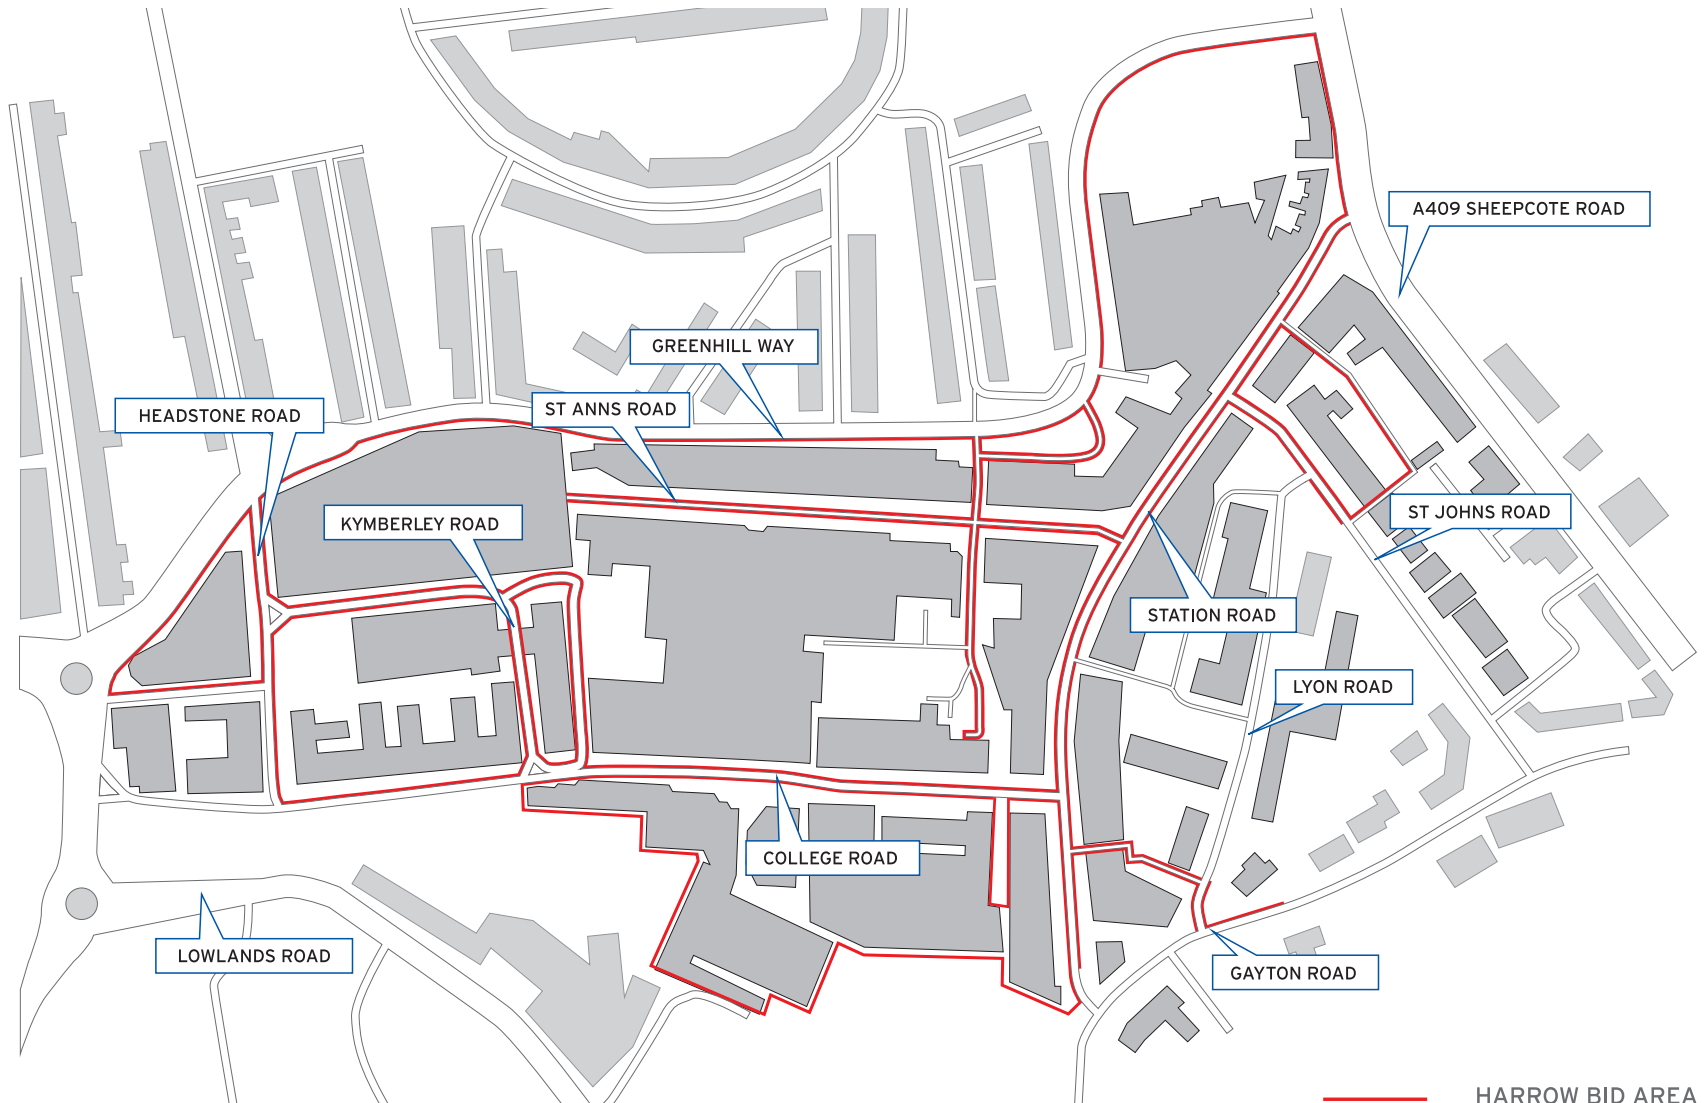 A409 SHEEPCOTE ROAD
GREENHILL WAY
ST ANNS ROAD
HEADSTONE ROAD
KYMBERLEY ROAD
ST JOHNS ROAD
STATION ROAD
LYON ROAD
COLLEGE ROAD
LOWLANDS ROAD
GAYTON ROAD
HARROW BID AREA